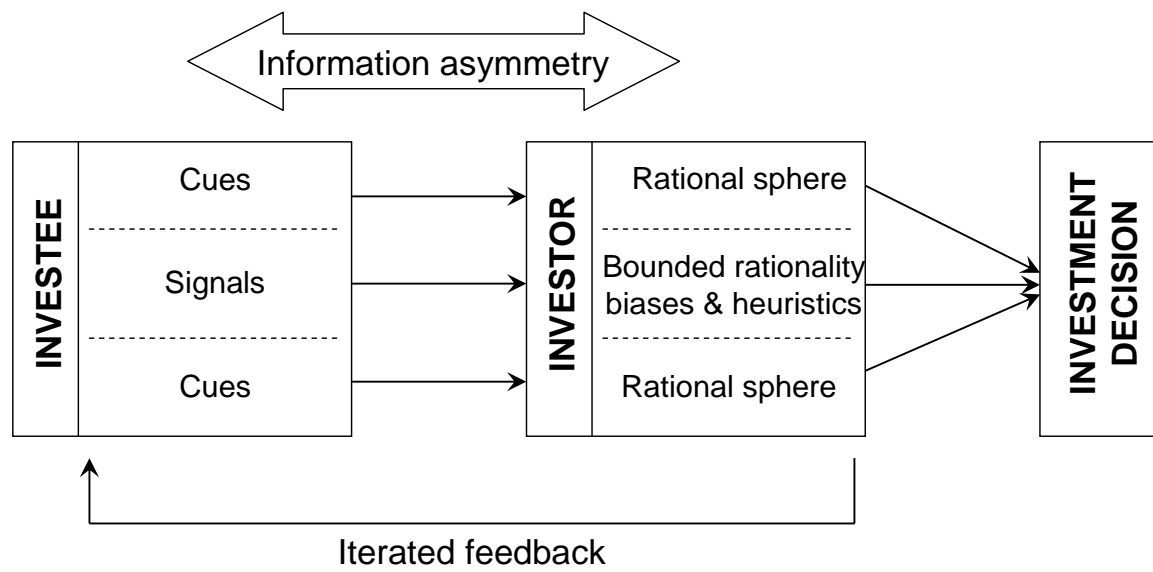 Information asymmetry
INVESTEE
Cues
Signals
Cues
INVESTOR
Rational sphere
Bounded rationality
biases & heuristics
Rational sphere
INVESTMENT
DECISION
Iterated feedback